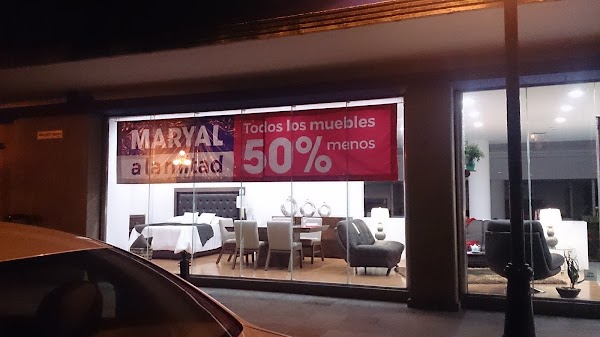 MARYAL
a la mitad
Todos los muebles
50% menos